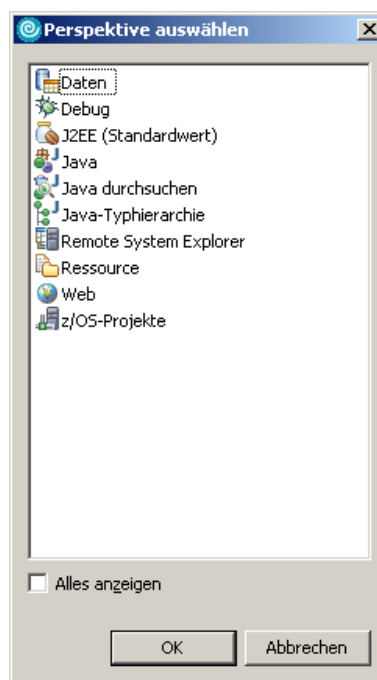 Perspektive auswählen
Daten
Debug
J2EE (Standardwert)
Java
Java durchsuchen
Java-Typhierarchie
Remote System Explorer
Ressource
Web
z/OS-Projekte
Alles anzeigen
OK
Abbrechen